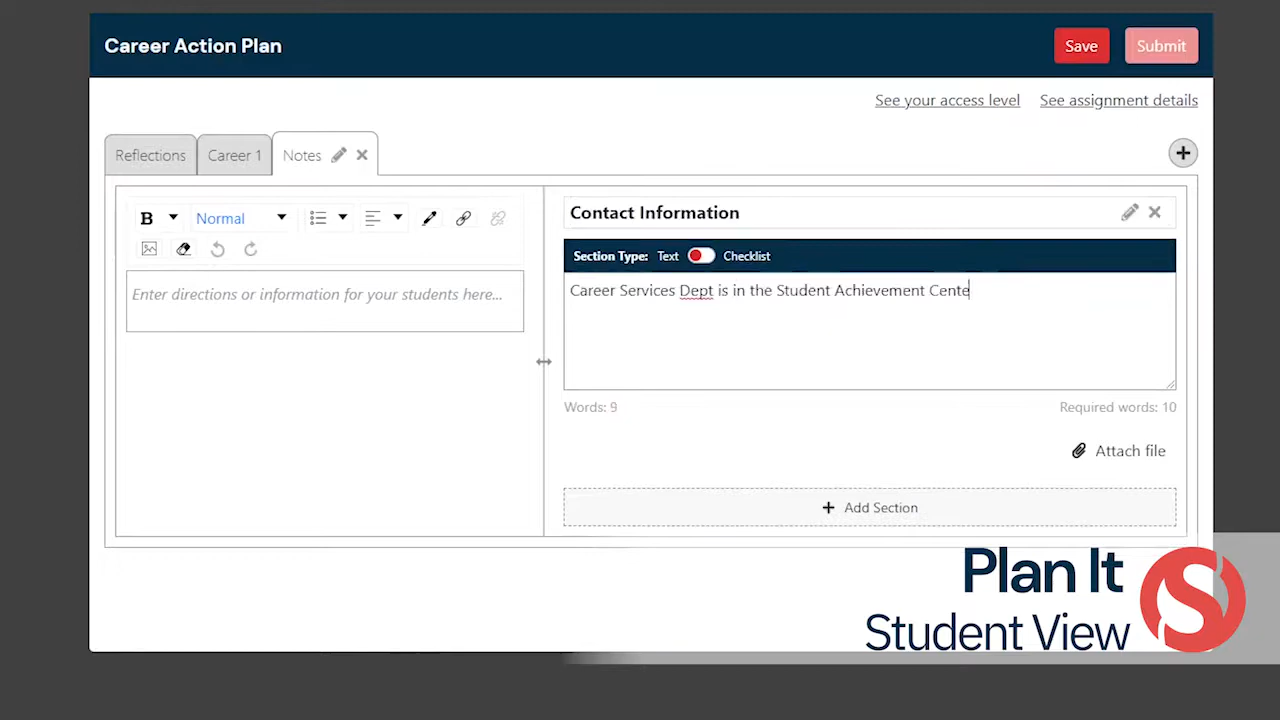 Career Action Plan
Save
Submit
See your access level
See assignment details
Reflections
Career 1
Notes
B
Normal
Enter directions or information for your students here...
Contact Information
Section Type: Text Checklist
Career Services Dept is in the Student Achievement Cente
Words: 9
Required words: 10
Attach file
+ Add Section
Plan It
Student View
S